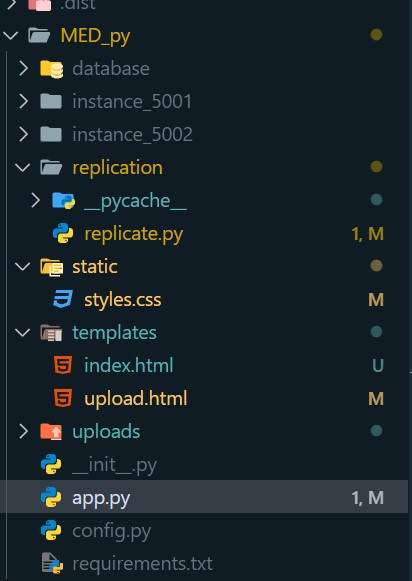 .dist
MED_py
database
instance_5001
instance_5002
replication
__pycache__
replicate.py 1, M
static
styles.css M
templates
index.html U
upload.html M
uploads
__init__.py
app.py 1, M
config.py
requirements.txt